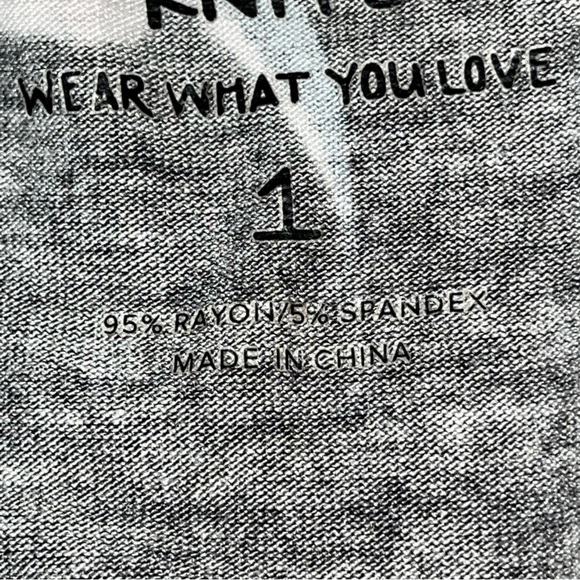 WEAR WHAT YOU LOVE
1
95% RAYON/5% SPANDEX
MADE IN CHINA